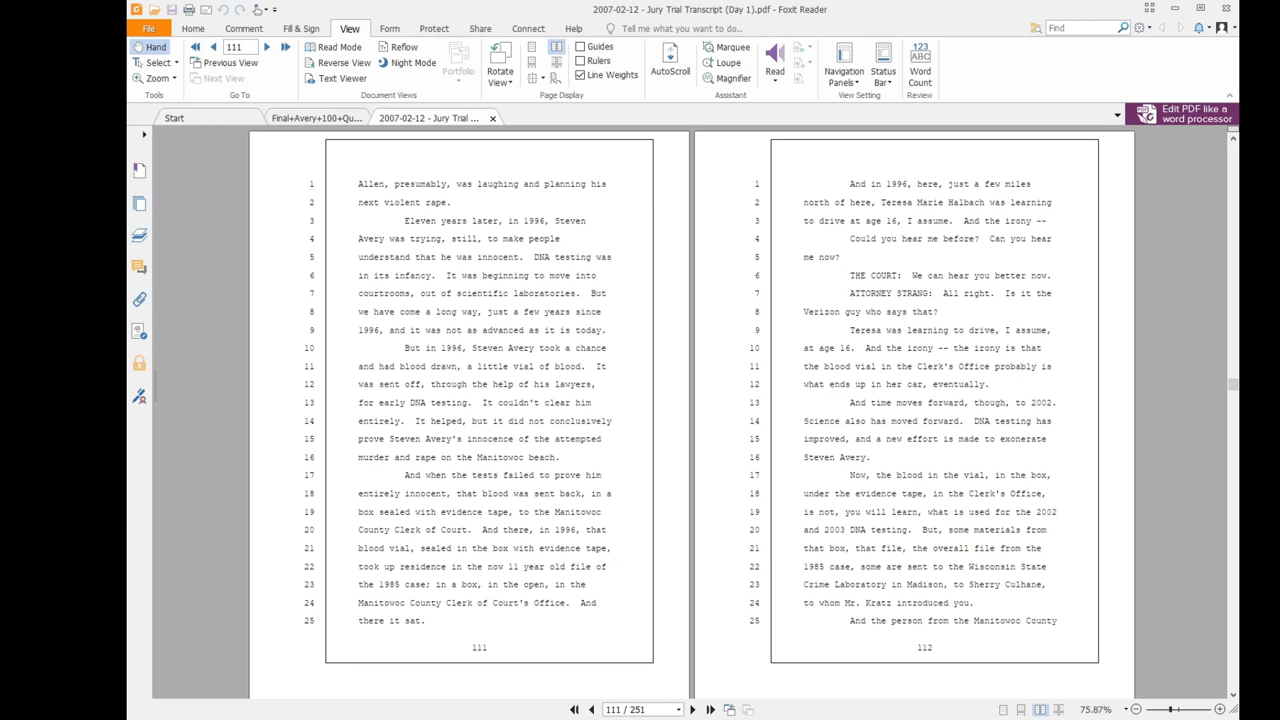 2007-02-12 - Jury Trial Transcript (Day 1).pdf - Foxit Reader
File Home Comment Fill & Sign View Form Protect Share Connect Help Tell me what you want to do... Find
Hand 111 Read Mode Reflow Guides Marquee
Select Previous View Reverse View Night Mode Portfolio Rotate View Rulers AutoScroll Loupe Read Navigation Panels Status Bar Word Count
Zoom Next View Text Viewer Line Weights Magnifier
Tools Go To Document Views Page Display Assistant View Setting Review
Start Final+Avery+100+Qu... 2007-02-12 - Jury Trial ... Edit PDF like a word processor
1 Allen, presumably, was laughing and planning his
2 next violent rape.
3 Eleven years later, in 1996, Steven
4 Avery was trying, still, to make people
5 understand that he was innocent. DNA testing was
6 in its infancy. It was beginning to move into
7 courtrooms, out of scientific laboratories. But
8 we have come a long way, just a few years since
9 1996, and it was not as advanced as it is today.
10 But in 1996, Steven Avery took a chance
11 and had blood drawn, a little vial of blood. It
12 was sent off, through the help of his lawyers,
13 for early DNA testing. It couldn't clear him
14 entirely. It helped, but it did not conclusively
15 prove Steven Avery's innocence of the attempted
16 murder and rape on the Manitowoc beach.
17 And when the tests failed to prove him
18 entirely innocent, that blood was sent back, in a
19 box sealed with evidence tape, to the Manitowoc
20 County Clerk of Court. And there, in 1996, that
21 blood vial, sealed in the box with evidence tape,
22 took up residence in the now 11 year old file of
23 the 1985 case; in a box, in the open, in the
24 Manitowoc County Clerk of Court's Office. And
25 there it sat.
111
1 And in 1996, here, just a few miles
2 north of here, Teresa Marie Halbach was learning
3 to drive at age 16, I assume. And the irony --
4 Could you hear me before? Can you hear
5 me now?
6 THE COURT: We can hear you better now.
7 ATTORNEY STRANG: All right. Is it the
8 Verizon guy who says that?
9 Teresa was learning to drive, I assume,
10 at age 16. And the irony -- the irony is that
11 the blood vial in the Clerk's Office probably is
12 what ends up in her car, eventually.
13 And time moves forward, though, to 2002.
14 Science also has moved forward. DNA testing has
15 improved, and a new effort is made to exonerate
16 Steven Avery.
17 Now, the blood in the vial, in the box,
18 under the evidence tape, in the Clerk's Office,
19 is not, you will learn, what is used for the 2002
20 and 2003 DNA testing. But, some materials from
21 that box, that file, the overall file from the
22 1985 case, some are sent to the Wisconsin State
23 Crime Laboratory in Madison, to Sherry Culhane,
24 to whom Mr. Kratz introduced you.
25 And the person from the Manitowoc County
112
111 / 251 75.87%